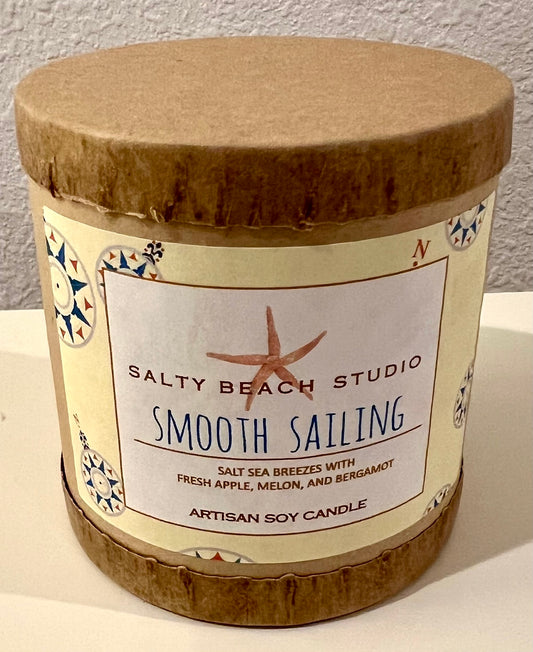 N
SALTY BEACH STUDIO
SMOOTH SAILING
SALT SEA BREEZES WITH
FRESH APPLE, MELON, AND BERGAMOT
ARTISAN SOY CANDLE